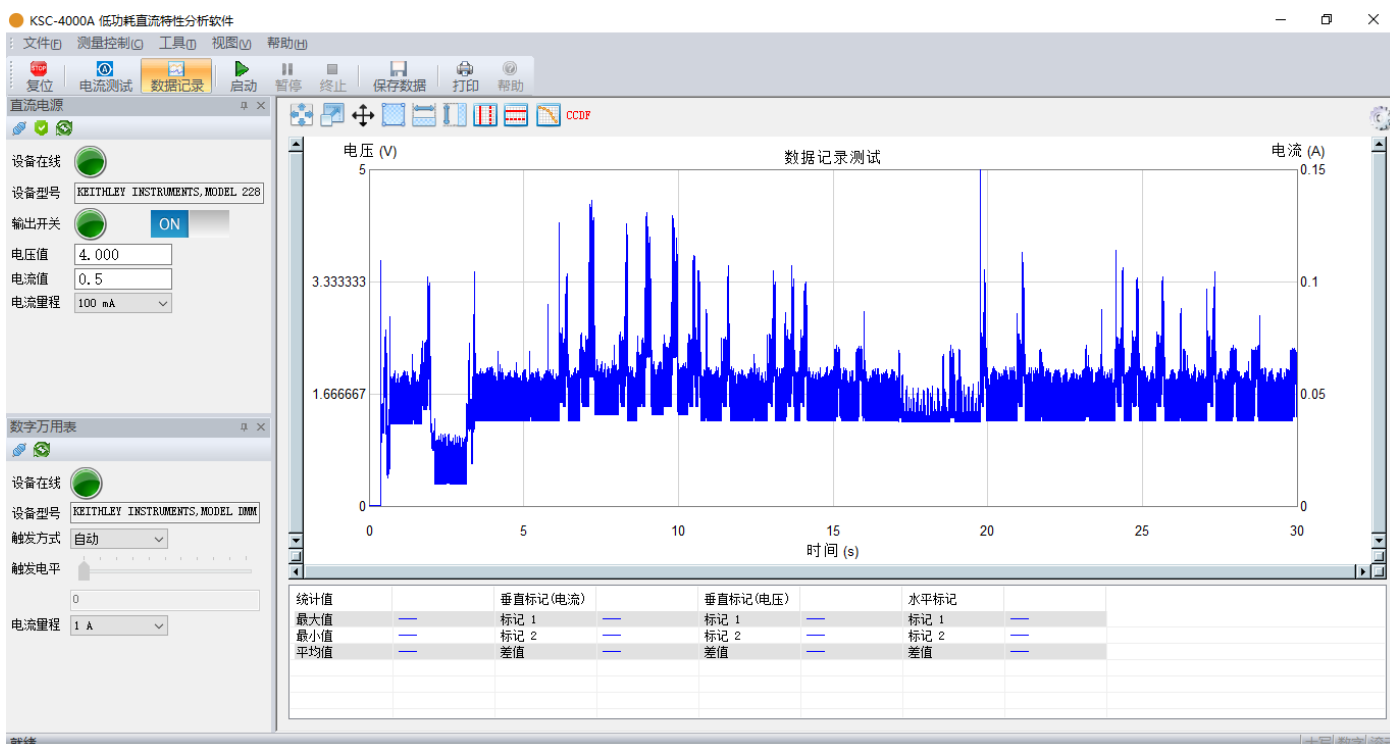 KSC-4000A 低功耗直流特性分析软件
文件(F) 测量控制(C) 工具(T) 视图(V) 帮助(H)
STOP
复位 电流测试 数据记录 启动 暂停 终止 保存数据 打印 帮助
直流电源
设备在线
设备型号 KEITHLEY INSTRUMENTS,MODEL 228
输出开关 ON
电压值 4.000
电流值 0.5
电流量程 100 mA
数字万用表
设备在线
设备型号 KEITHLEY INSTRUMENTS,MODEL DMM
触发方式 自动
触发电平
0
电流量程 1 A
CCDF
电压 (V) 数据记录测试 电流 (A)
5 0.15
3.333333 0.1
1.666667 0.05
0 0
0 5 10 15 20 25 30
时间 (s)
统计值 垂直标记(电流) 垂直标记(电压) 水平标记
最大值 — 标记 1 — 标记 1 — 标记 1 —
最小值 — 标记 2 — 标记 2 — 标记 2 —
平均值 — 差值 — 差值 — 差值 —
就绪 大写 数字